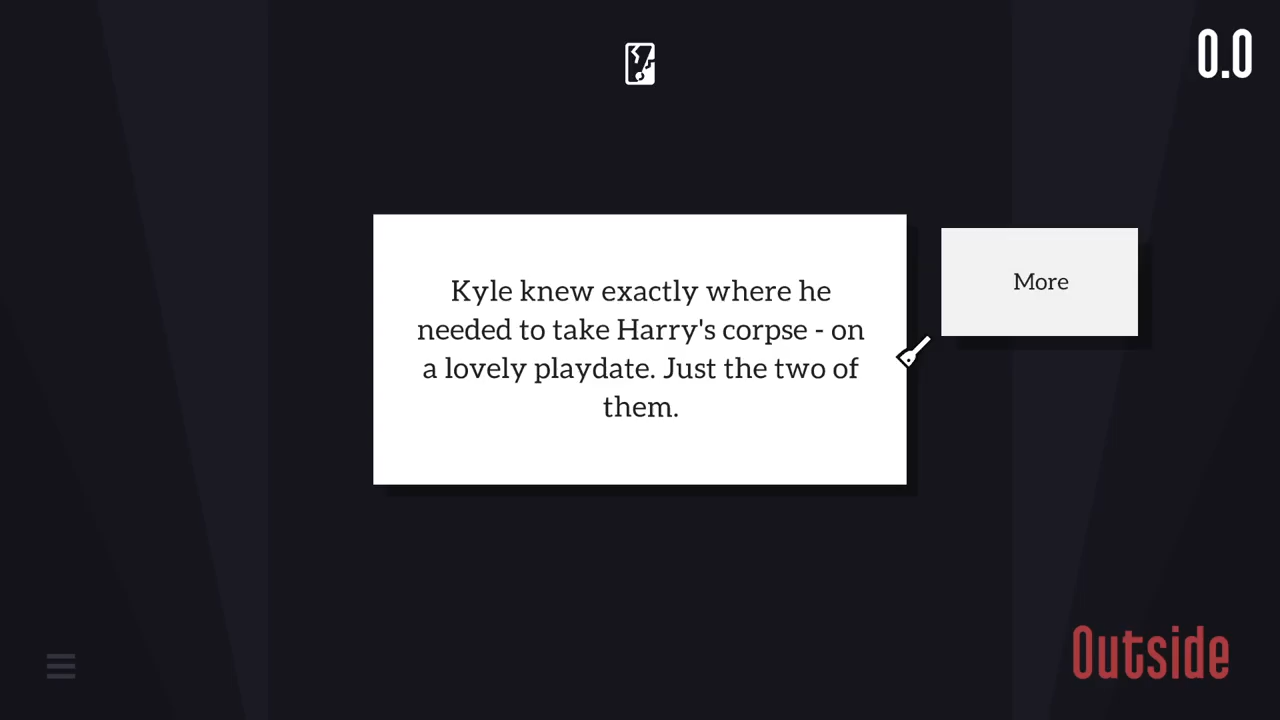 0.0
Kyle knew exactly where he
needed to take Harry's corpse - on
a lovely playdate. Just the two of
them.
More
Outside